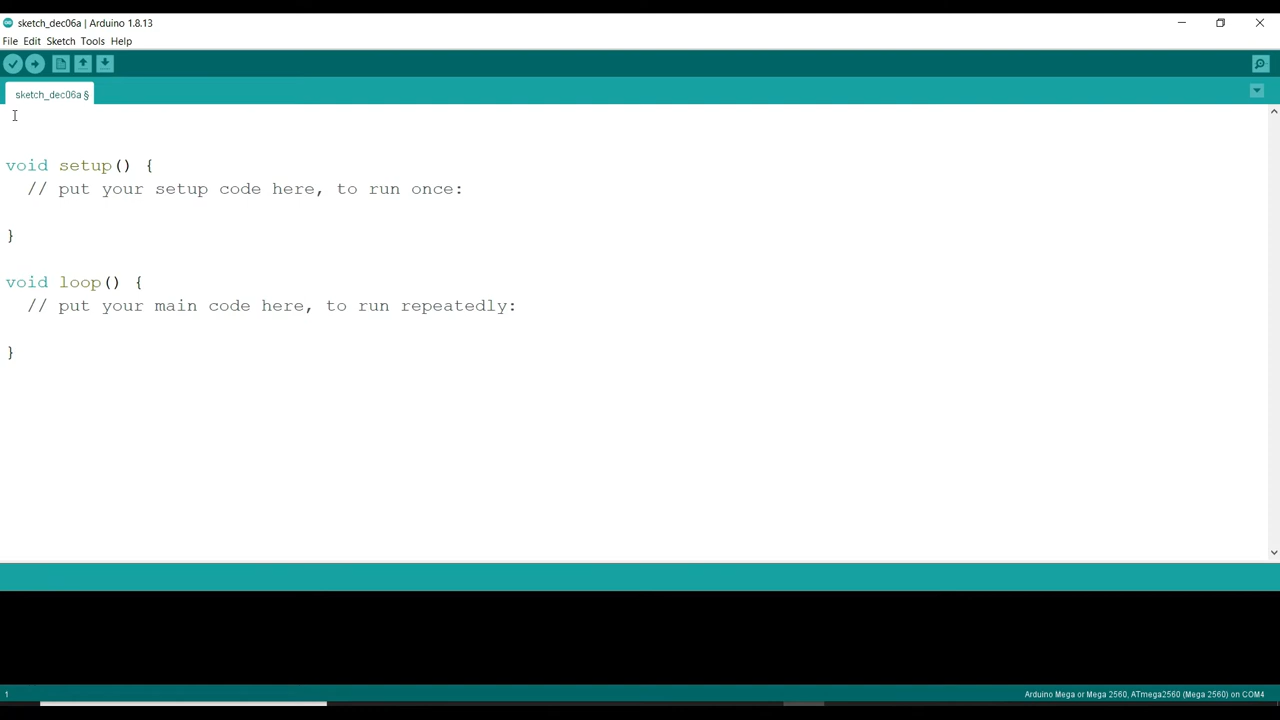 sketch_dec06a | Arduino 1.8.13
File Edit Sketch Tools Help
sketch_dec06a §
void setup() {
  // put your setup code here, to run once:
}
void loop() {
  // put your main code here, to run repeatedly:
}
1
Arduino Mega or Mega 2560, ATmega2560 (Mega 2560) on COM4